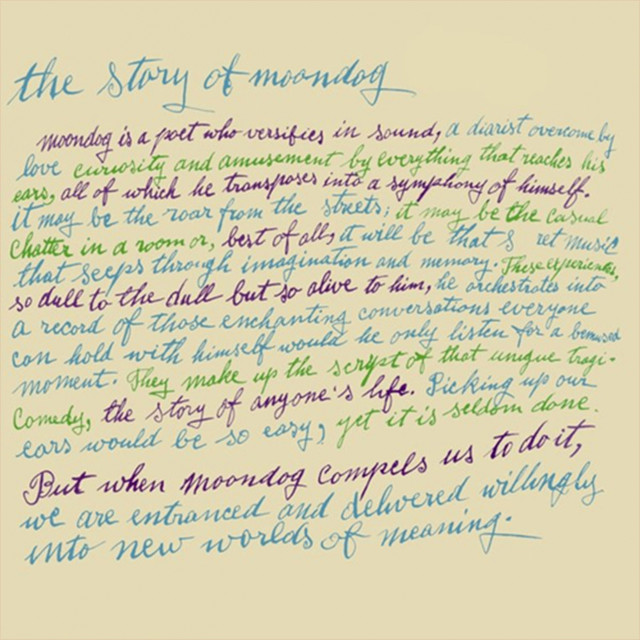 the story of moondog
moondog is a poet who versifies in sound, a diarist overcome by
love curiosity and amusement by everything that reaches his
ears, all of which he transposes into a symphony of himself.
it may be the roar from the streets; it may be the casual
chatter in a room or, best of all, it will be that s ret music
that seeps through imagination and memory. These experiences,
so dull to the dull but so alive to him, he orchestrates into
a record of those enchanting conversations everyone
can hold with himself would he only listen for a bemused
moment. They make up the script of that unique tragi-
comedy, the story of anyone's life. Picking up our
ears would be so easy, yet it is seldom done.
But when moondog compels us to do it,
we are entranced and delivered willingly
into new worlds of meaning.